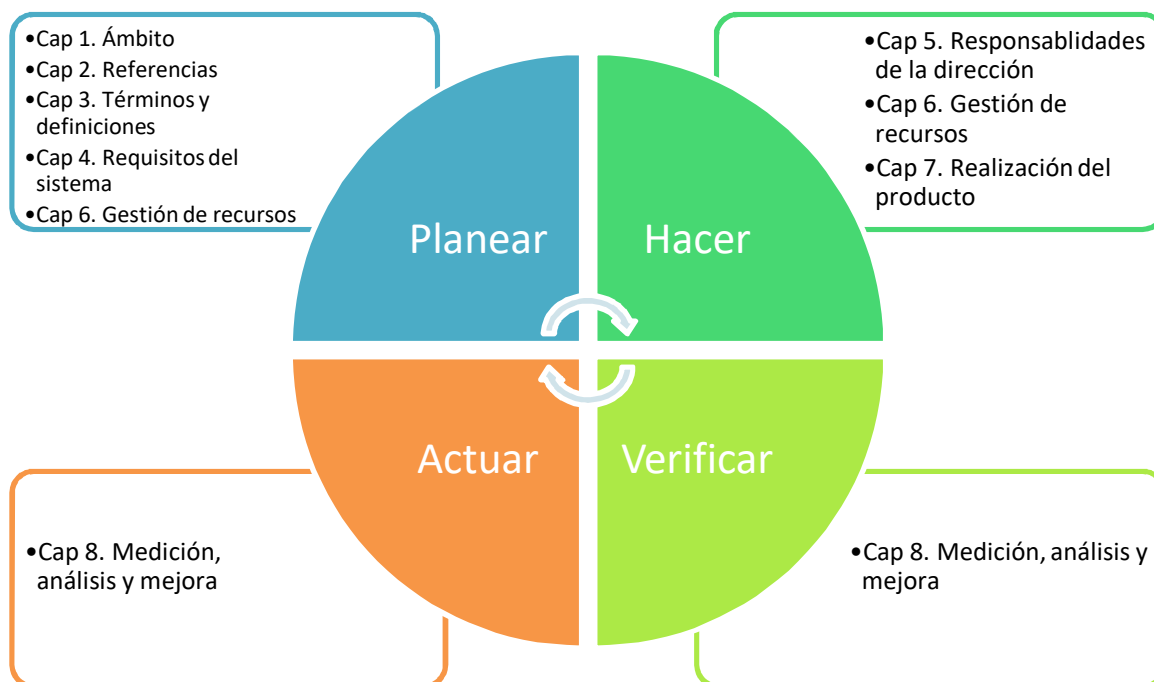 •Cap 1. Ámbito
•Cap 2. Referencias
•Cap 3. Términos y
definiciones
•Cap 4. Requisitos del
sistema
•Cap 6. Gestión de recursos
•Cap 5. Responsablidades
de la dirección
•Cap 6. Gestión de
recursos
•Cap 7. Realización del
producto
Planear
Hacer
Actuar
Verificar
•Cap 8. Medición,
análisis y mejora
•Cap 8. Medición, análisis y
mejora